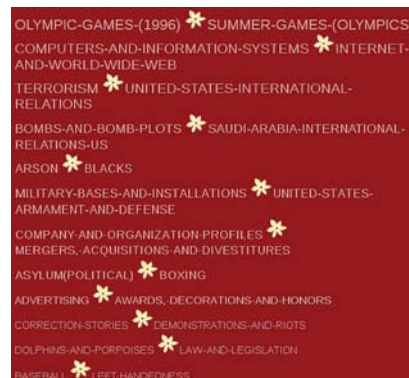 OLYMPIC-GAMES-(1996) SUMMER-GAMES-(OLYMPICS
COMPUTERS-AND-INFORMATION-SYSTEMS INTERNET-
AND-WORLD-WIDE-WEB
TERRORISM UNITED-STATES-INTERNATIONAL-
RELATIONS
BOMBS-AND-BOMB-PLOTS SAUDI-ARABIA-INTERNATIONAL-
RELATIONS-US
ARSON BLACKS
MILITARY-BASES-AND-INSTALLATIONS UNITED-STATES-
ARMAMENT-AND-DEFENSE
COMPANY-AND-ORGANIZATION-PROFILES
MERGERS,-ACQUISITIONS-AND-DIVESTITURES
ASYLUM(POLITICAL) BOXING
ADVERTISING AWARDS,-DECORATIONS-AND-HONORS
CORRECTION-STORIES DEMONSTRATIONS-AND-RIOTS
DOLPHINS-AND-PORPOISES LAW-AND-LEGISLATION
BASEBALL LEFT-HANDEDNESS